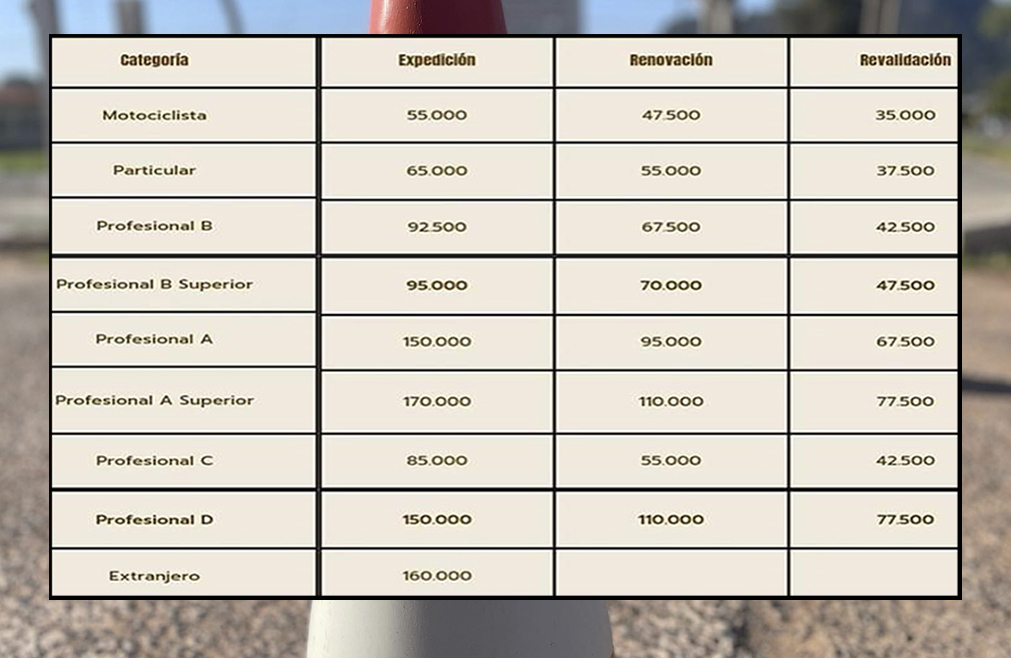 Categoría Expedición Renovación Revalidación
Motociclista 55.000 47.500 35.000
Particular 65.000 55.000 37.500
Profesional B 92.500 67.500 42.500
Profesional B Superior 95.000 70.000 47.500
Profesional A 150.000 95.000 67.500
Profesional A Superior 170.000 110.000 77.500
Profesional C 85.000 55.000 42.500
Profesional D 150.000 110.000 77.500
Extranjero 160.000